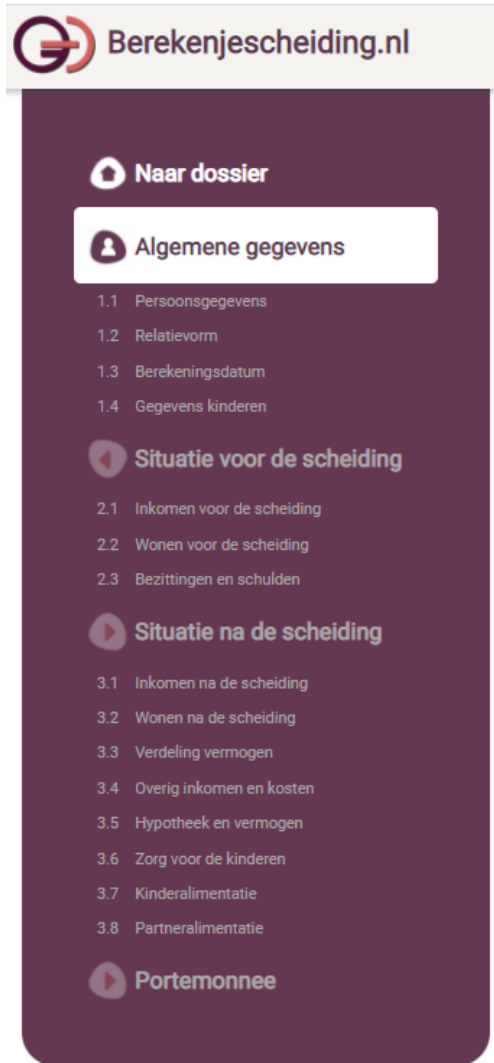 Berekenjescheiding.nl
Naar dossier
Algemene gegevens
1.1 Persoonsgegevens
1.2 Relatievorm
1.3 Berekeningsdatum
1.4 Gegevens kinderen
Situatie voor de scheiding
2.1 Inkomen voor de scheiding
2.2 Wonen voor de scheiding
2.3 Bezittingen en schulden
Situatie na de scheiding
3.1 Inkomen na de scheiding
3.2 Wonen na de scheiding
3.3 Verdeling vermogen
3.4 Overig inkomen en kosten
3.5 Hypotheek en vermogen
3.6 Zorg voor de kinderen
3.7 Kinderalimentatie
3.8 Partneralimentatie
Portemonnee